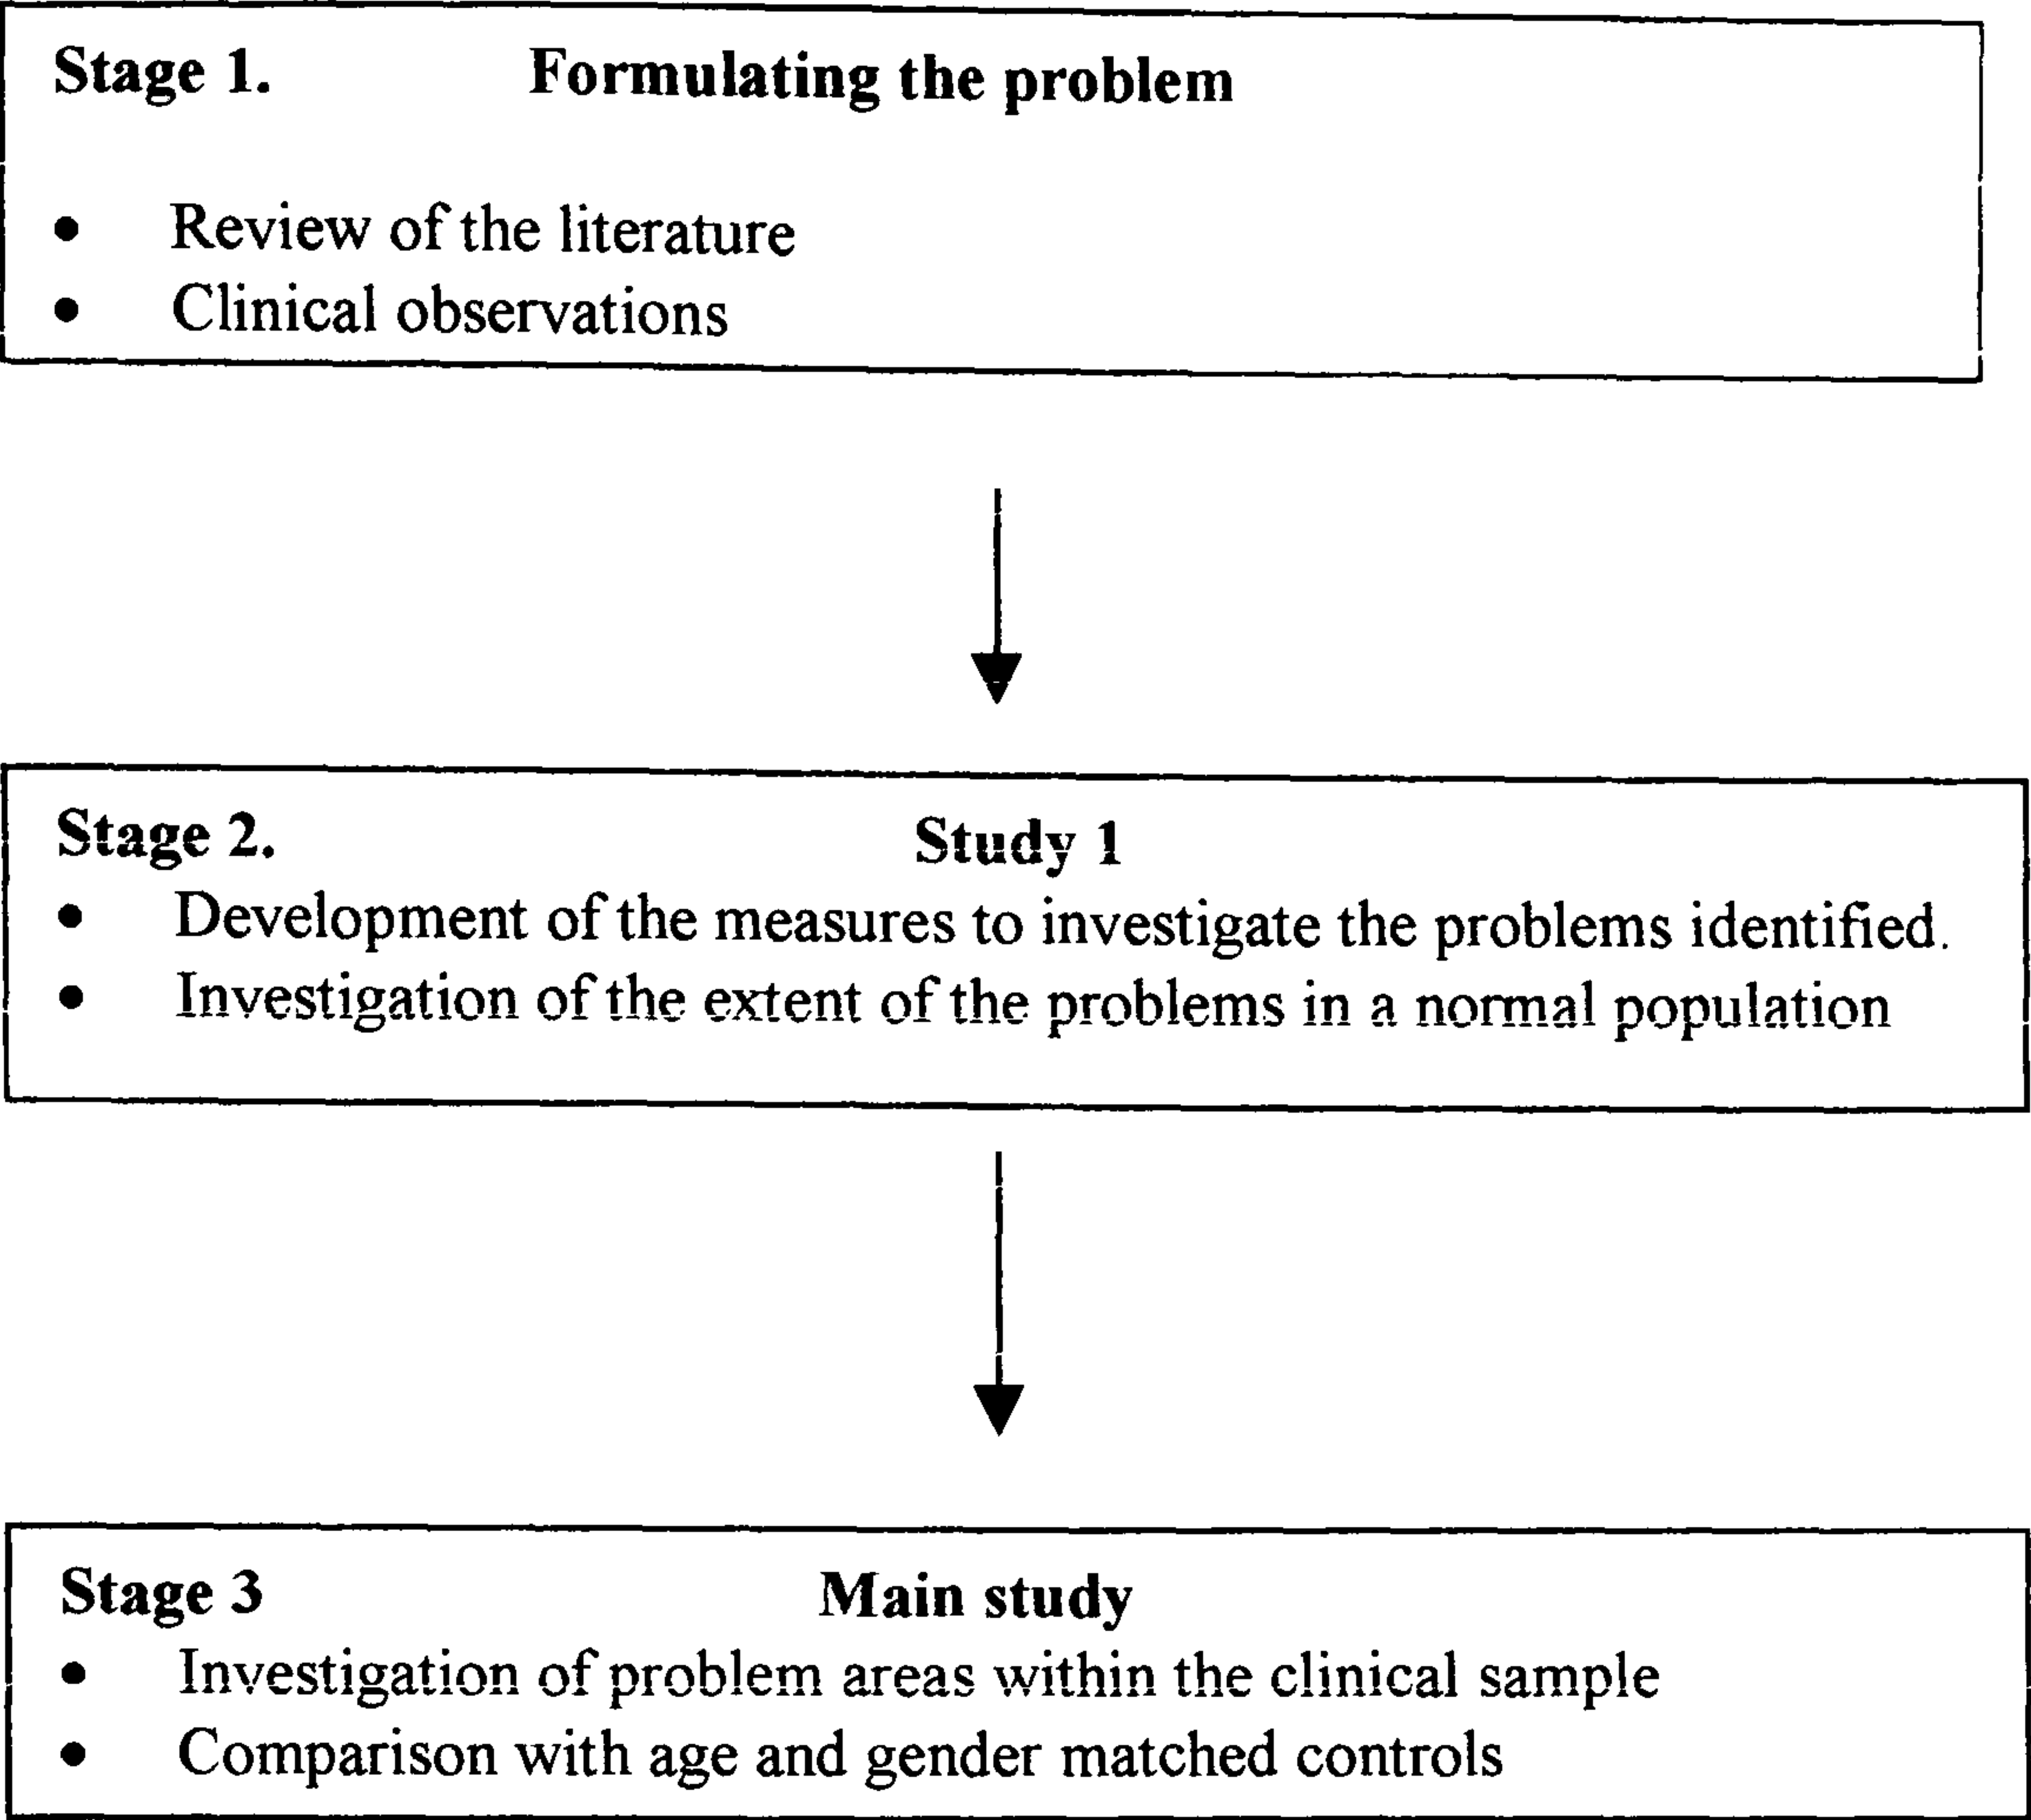 Stage 1. Formulating the problem
• Review of the literature
• Clinical observations
Stage 2. Study 1
• Development of the measures to investigate the problems identified.
• Investigation of the extent of the problems in a normal population
Stage 3 Main study
• Investigation of problem areas within the clinical sample
• Comparison with age and gender matched controls